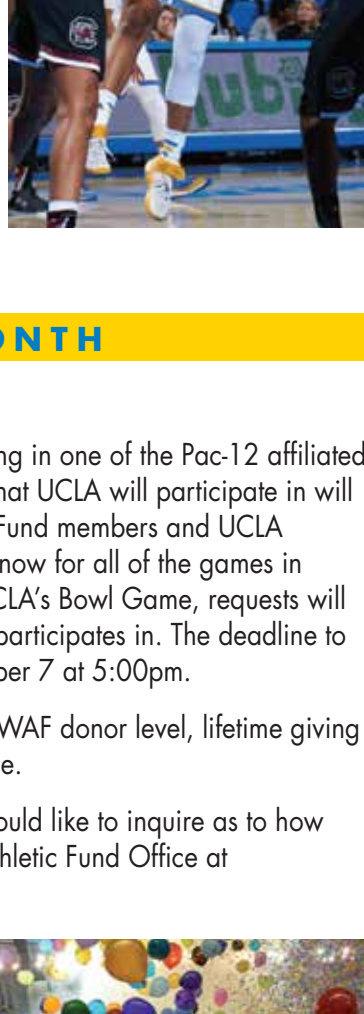 hubi
ONTH
ng in one of the Pac-12 affiliated
hat UCLA will participate in will
Fund members and UCLA
now for all of the games in
CLA's Bowl Game, requests will
participates in. The deadline to
ber 7 at 5:00pm.
WAF donor level, lifetime giving
e.
ould like to inquire as to how
hletic Fund Office at